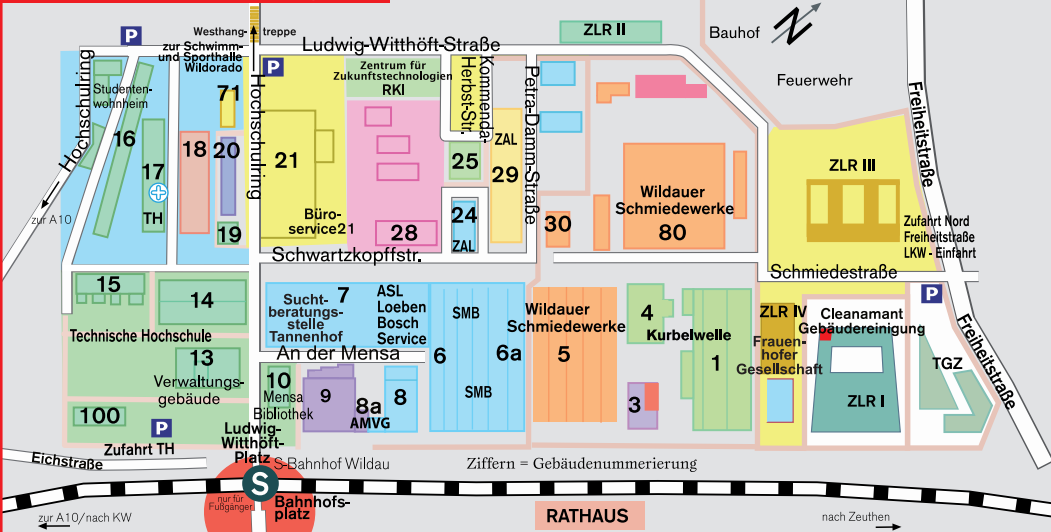 Westhang- treppe
ZLR II
Bauhof
N
P
zur Schwimm-
und Sporthalle
Wildorado
Ludwig-Witthöft-Straße
P
Zentrum für
Zukunftstechnologien
RKI
Herbst-Str.
Kommenda-
Petra-Damm-Straße
Feuerwehr
Freiheitstraße
Hochschulring
Studenten-
wohnheim
71
Hochschulring
16
17
TH
18
20
19
21
Büro-
service21
28
25
24
ZAL
ZAL
29
30
Wildauer
Schmiedewerke
80
ZLR III
Zufahrt Nord
Freiheitstraße
LKW - Einfahrt
zur A10
Schwartzkopffstr.
Schmiedestraße
P
15
14
Technische Hochschule
7
Sucht-
beratungs-
stelle
Tannenhof
ASL
Loeben
Bosch
Service
SMB
6
6a
SMB
Wildauer
Schmiedewerke
5
4
Kurbelwelle
1
3
ZLR IV
Frauen-
hofer
Gesellschaft
Cleanamant
Gebäudereinigung
ZLR I
TGZ
Freiheitstraße
An der Mensa
13
Verwaltungs-
gebäude
10
Mensa
Bibliothek
9
8a
AMVG
8
100
P
Zufahrt TH
Ludwig-
Witthöft-
Platz
Eichstraße
S-Bahnhof Wildau
Ziffern = Gebäudenummerierung
S
nur für
Fußgänger
Bahnhofs-
platz
zur A10/nach KW
RATHAUS
nach Zeuthen